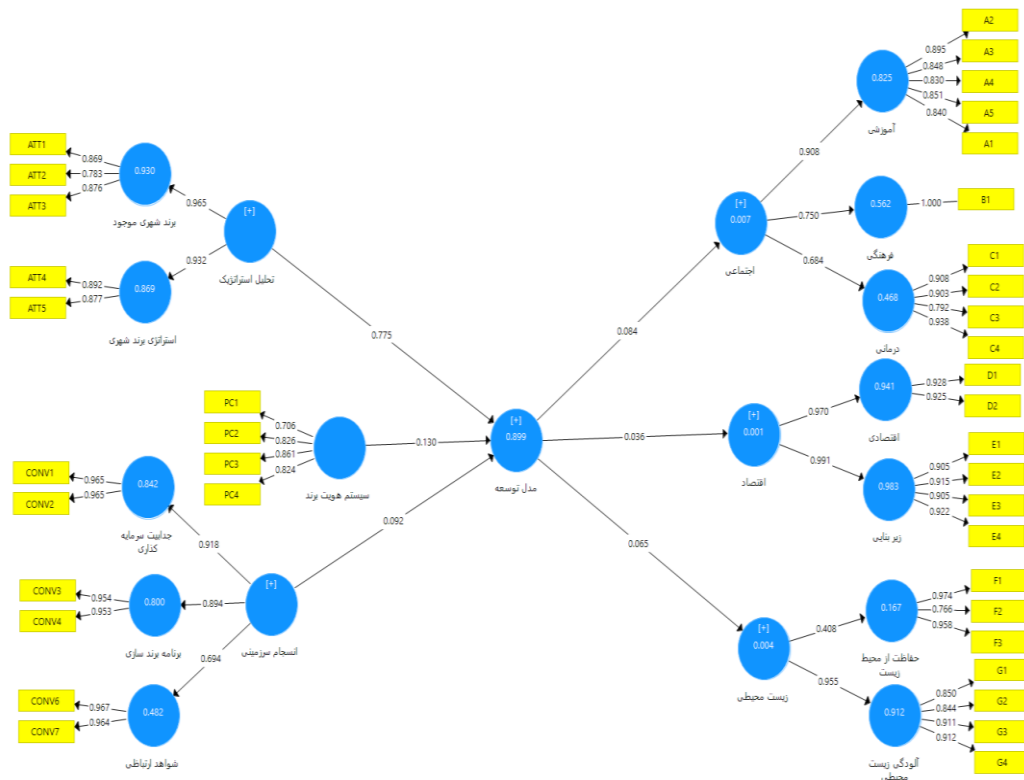 ATT1
ATT2
ATT3
0.869
0.783
0.876
0.930
برند شهری موجود
0.965
ATT4
ATT5
0.892
0.877
0.869
استراتژی برند شهری
0.932
[+]
تحلیل استراتژیک
0.775
PC1
PC2
PC3
PC4
0.706
0.826
0.861
0.824
سیستم هویت برند
0.130
CONV1
CONV2
0.965
0.965
0.842
جذابیت سرمایه
گذاری
0.918
CONV3
CONV4
0.954
0.953
0.800
برنامه برند سازی
0.894
CONV6
CONV7
0.967
0.964
0.482
شواهد ارتباطی
0.694
[+]
انسجام سرزمینی
0.092
[+]
0.899
مدل توسعه
0.084
0.036
0.065
[+]
0.007
اجتماعی
0.908
0.750
0.684
0.825
آموزشی
0.895
0.848
0.830
0.851
0.840
A2
A3
A4
A5
A1
0.562
فرهنگی
1.000
B1
0.468
درمانی
0.908
0.903
0.792
0.938
C1
C2
C3
C4
[+]
0.001
اقتصاد
0.970
0.991
0.941
اقتصادی
0.928
0.925
D1
D2
0.983
زیر بنایی
0.905
0.915
0.905
0.922
E1
E2
E3
E4
[+]
0.004
زیست محیطی
0.408
0.955
0.167
حفاظت از محیط
زیست
0.974
0.766
0.958
F1
F2
F3
0.912
آلودگی زیست
محیطی
0.850
0.844
0.911
0.912
G1
G2
G3
G4